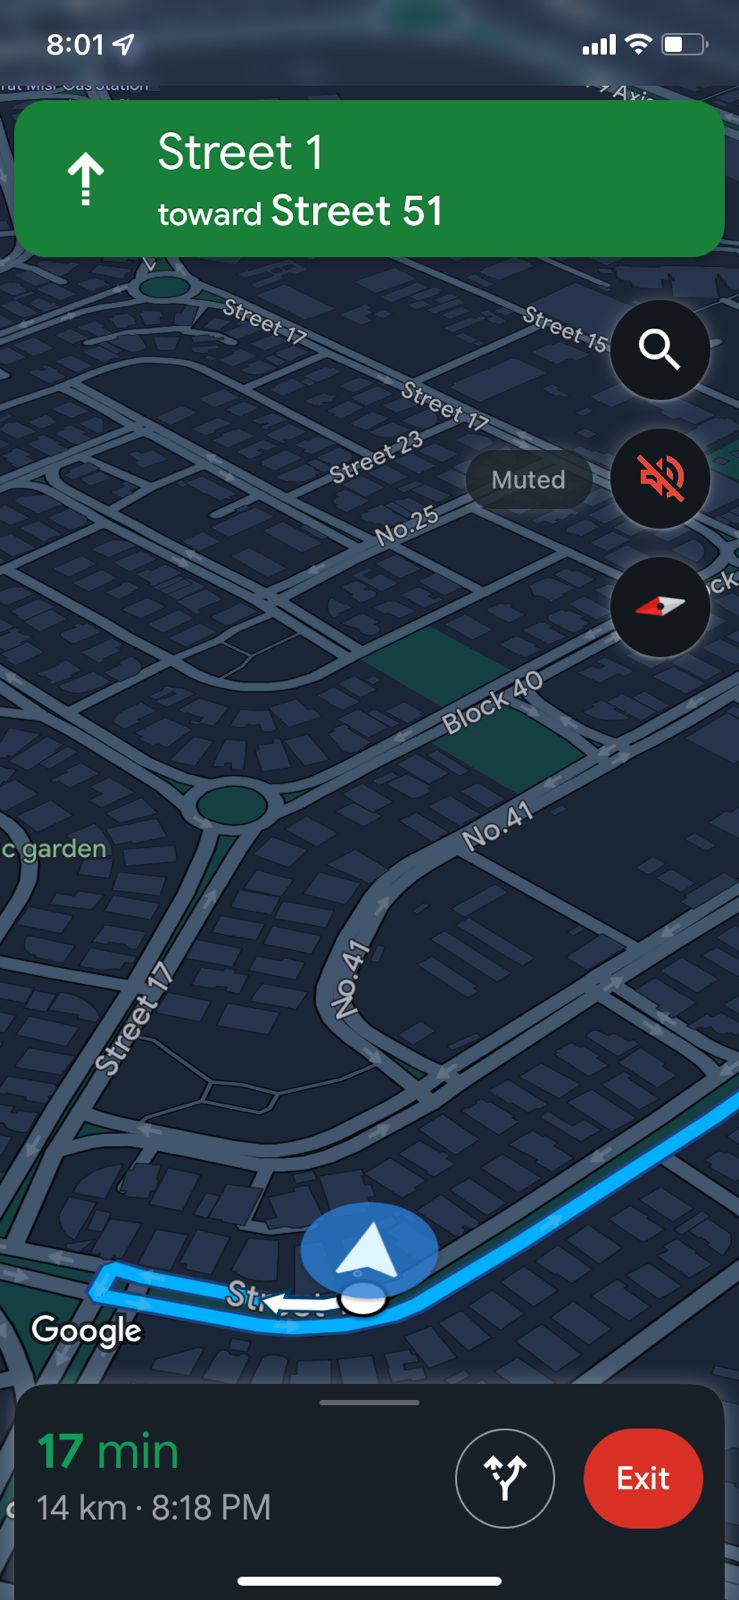 8:01
Street 1
toward Street 51
Street 17
Street 15
Street 17
Street 23
Muted
No.25
Block 40
No.41
c garden
No.41
Street 17
Google
17 min
14 km · 8:18 PM
Exit